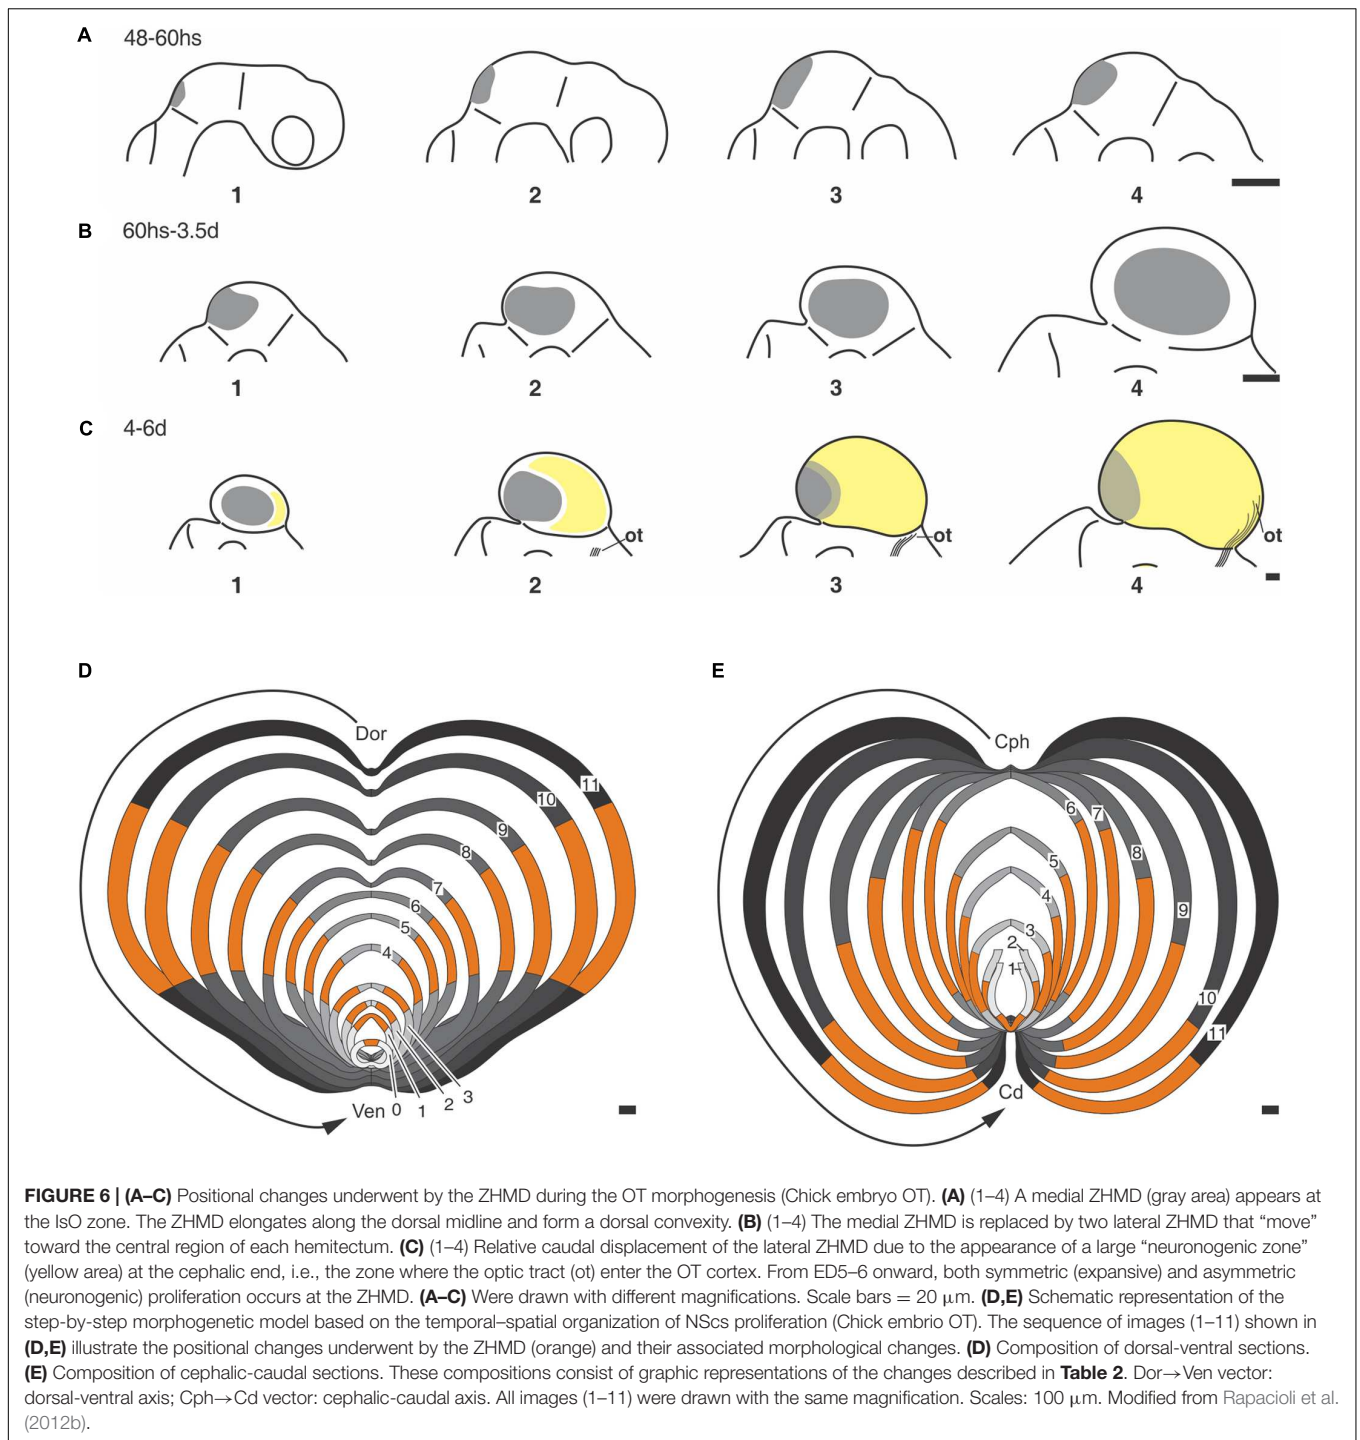 A 48-60hs
1 2 3 4
B 60hs-3.5d
1 2 3 4
C 4-6d
ot ot ot
1 2 3 4
D E
Dor
11
10
9
8
7
6
5
4
Ven 0 1 2 3
Cph
6 7
8
5
4
9
3
2
1
10
11
Cd
FIGURE 6 | (A–C) Positional changes underwent by the ZHMD during the OT morphogenesis (Chick embryo OT). (A) (1–4) A medial ZHMD (gray area) appears at
the IsO zone. The ZHMD elongates along the dorsal midline and form a dorsal convexity. (B) (1–4) The medial ZHMD is replaced by two lateral ZHMD that “move”
toward the central region of each hemitectum. (C) (1–4) Relative caudal displacement of the lateral ZHMD due to the appearance of a large “neuronogenic zone”
(yellow area) at the cephalic end, i.e., the zone where the optic tract (ot) enter the OT cortex. From ED5–6 onward, both symmetric (expansive) and asymmetric
(neuronogenic) proliferation occurs at the ZHMD. (A–C) Were drawn with different magnifications. Scale bars = 20 μm. (D,E) Schematic representation of the
step-by-step morphogenetic model based on the temporal–spatial organization of NScs proliferation (Chick embrio OT). The sequence of images (1–11) shown in
(D,E) illustrate the positional changes underwent by the ZHMD (orange) and their associated morphological changes. (D) Composition of dorsal-ventral sections.
(E) Composition of cephalic-caudal sections. These compositions consist of graphic representations of the changes described in Table 2. Dor→Ven vector:
dorsal-ventral axis; Cph→Cd vector: cephalic-caudal axis. All images (1–11) were drawn with the same magnification. Scales: 100 μm. Modified from Rapacioli et al.
(2012b).